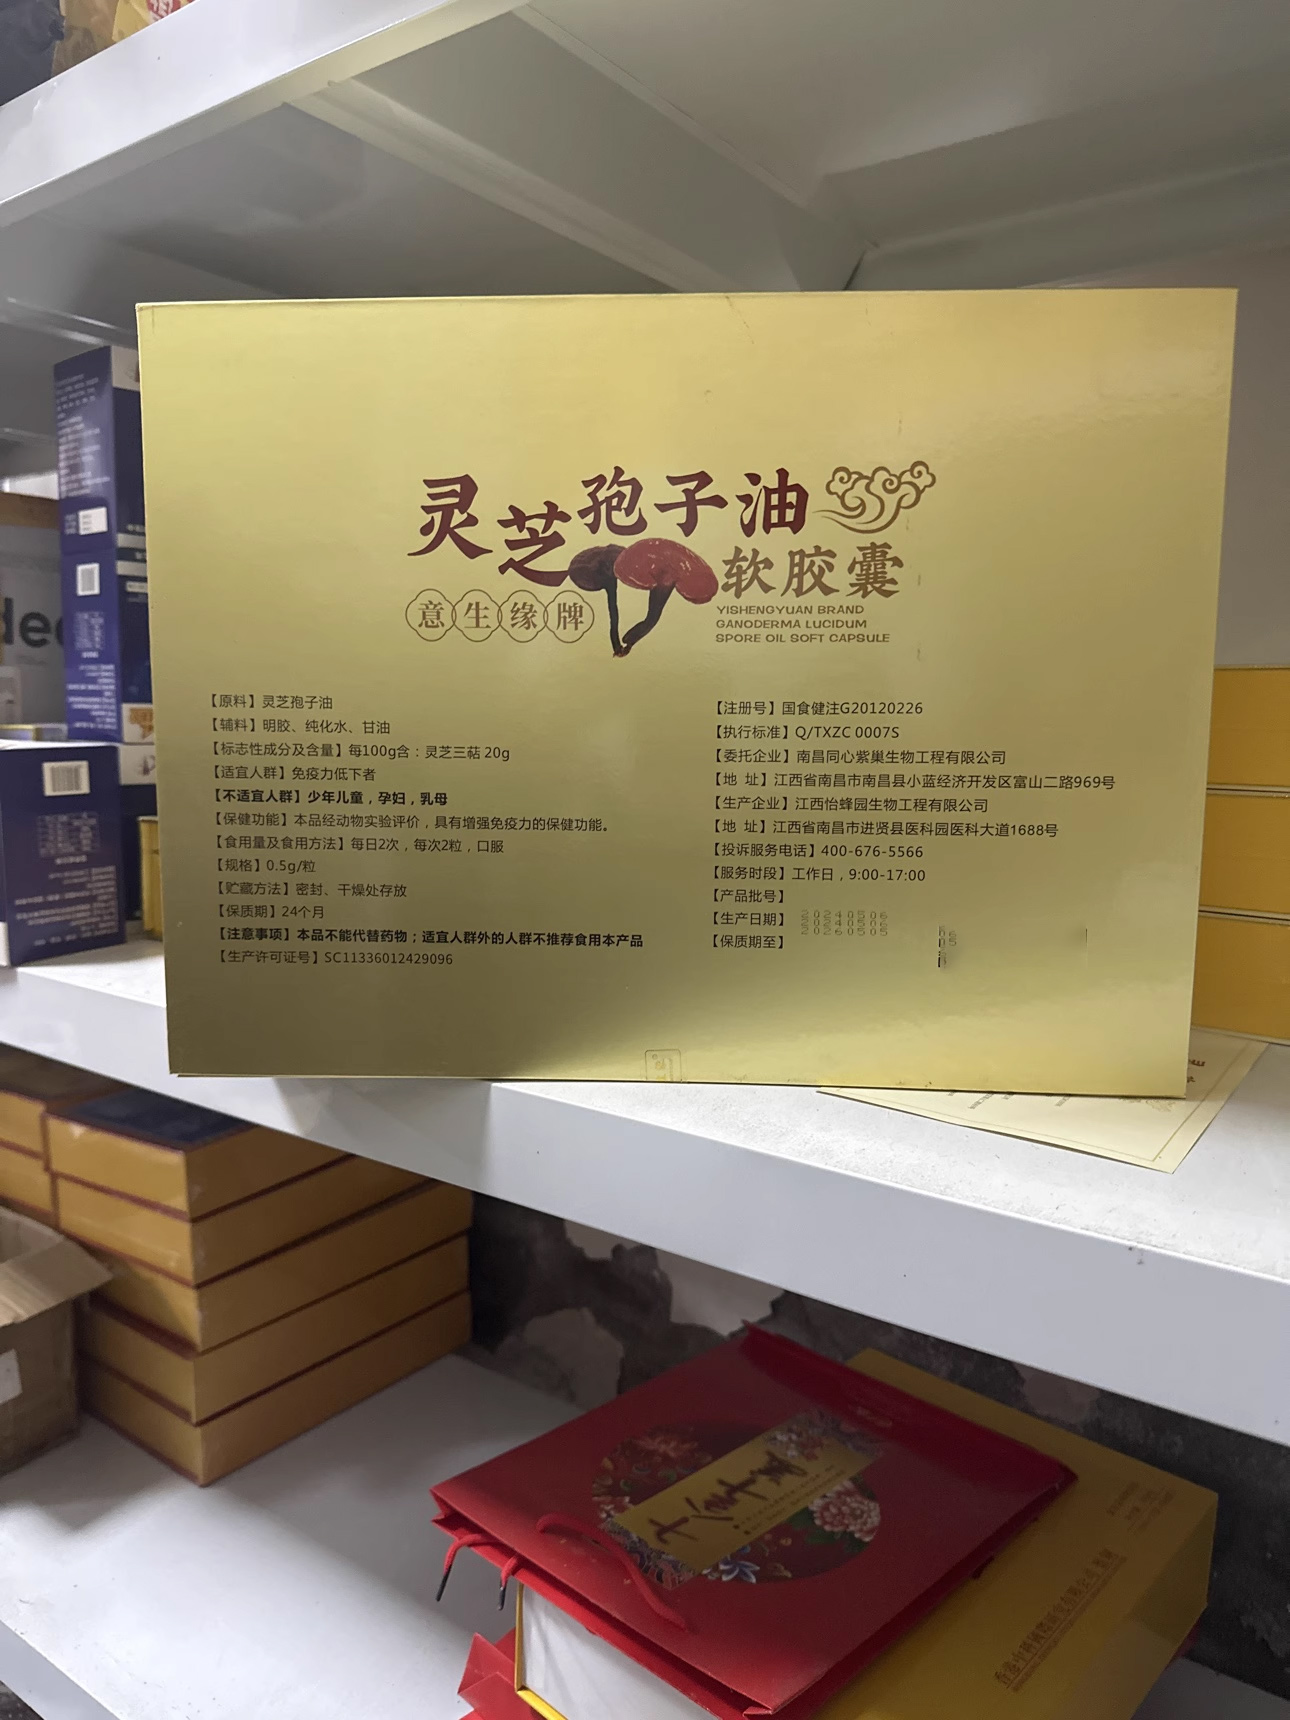 灵芝孢子油
软胶囊
意生缘牌
YISHENGYUAN BRAND
GANODERMA LUCIDUM
SPORE OIL SOFT CAPSULE
【原料】灵芝孢子油
【辅料】明胶、纯化水、甘油
【标志性成分及含量】每100g含：灵芝三萜 20g
【适宜人群】免疫力低下者
【不适宜人群】少年儿童，孕妇，乳母
【保健功能】本品经动物实验评价，具有增强免疫力的保健功能。
【食用量及食用方法】每日2次，每次2粒，口服
【规格】0.5g/粒
【贮藏方法】密封、干燥处存放
【保质期】24个月
【注意事项】本品不能代替药物；适宜人群外的人群不推荐食用本产品
【生产许可证号】SC11336012429096
【注册号】国食健注G20120226
【执行标准】Q/TXZC 0007S
【委托企业】南昌同心紫巢生物工程有限公司
【地 址】江西省南昌市南昌县小蓝经济开发区富山二路969号
【生产企业】江西怡蜂园生物工程有限公司
【地 址】江西省南昌市进贤县医科园医科大道1688号
【投诉服务电话】400-676-5566
【服务时段】工作日，9:00-17:00
【产品批号】
20240506
【生产日期】
20240506
【保质期至】
20260505